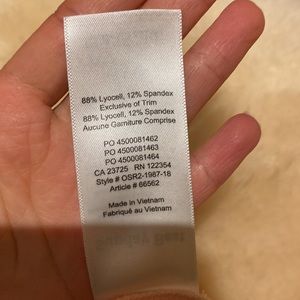 88% Lyocell, 12% Spandex
Exclusive of Trim
88% Lyocell, 12% Spandex
Aucune Garniture Comprise
PO 4500081462
PO 4500081463
PO 4500081464
CA 23725 RN 122354
Style # OSR2-1987-18
Article # 66562
Made in Vietnam
Fabriqué au Vietnam